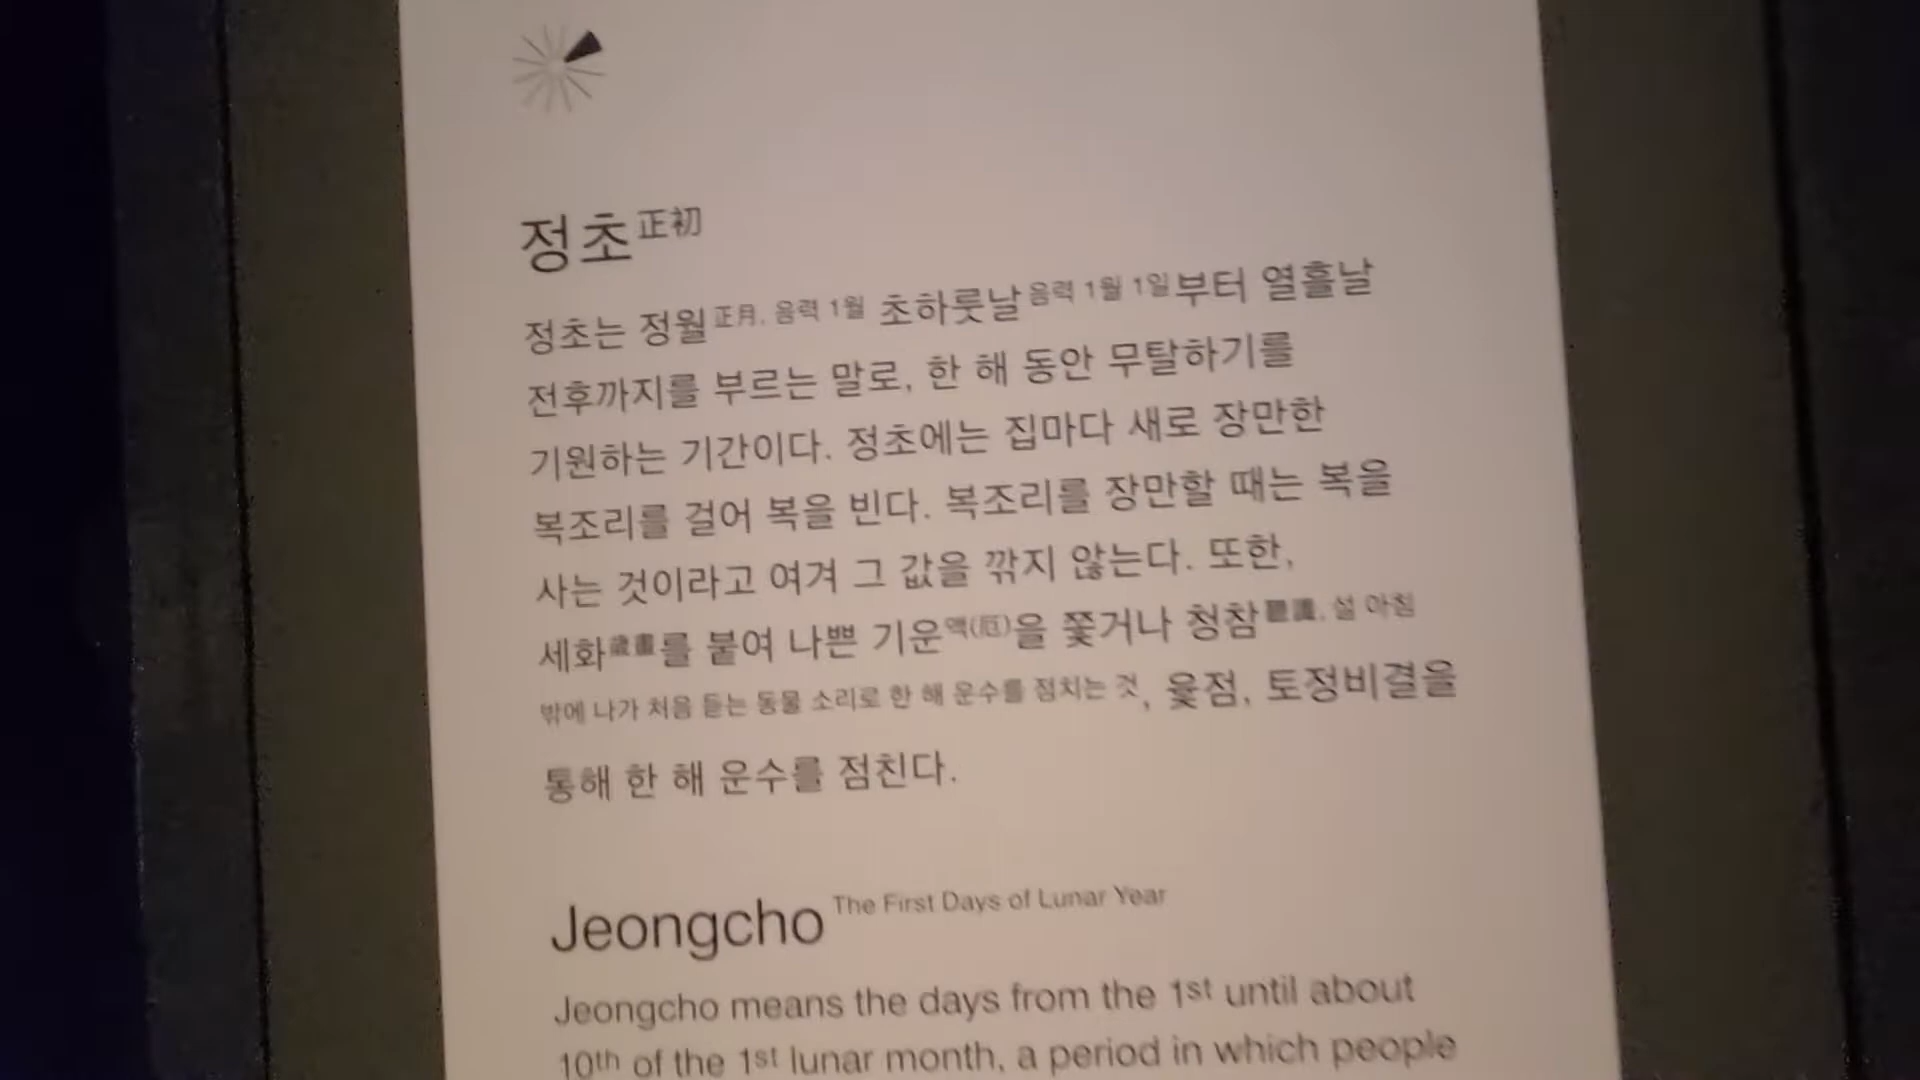 정초正初
정초는 정월正月, 음력 1월 초하룻날음력 1월 1일부터 열흘날
전후까지를 부르는 말로, 한 해 동안 무탈하기를
기원하는 기간이다. 정초에는 집마다 새로 장만한
복조리를 걸어 복을 빈다. 복조리를 장만할 때는 복을
사는 것이라고 여겨 그 값을 깎지 않는다. 또한,
세화歲畫를 붙여 나쁜 기운액(厄)을 쫓거나 청참聽讖, 설 아침
밖에 나가 처음 듣는 동물 소리로 한 해 운수를 점치는 것, 윷점, 토정비결을
통해 한 해 운수를 점친다.
Jeongcho The First Days of Lunar Year
Jeongcho means the days from the 1st until about
10th of the 1st lunar month, a period in which people